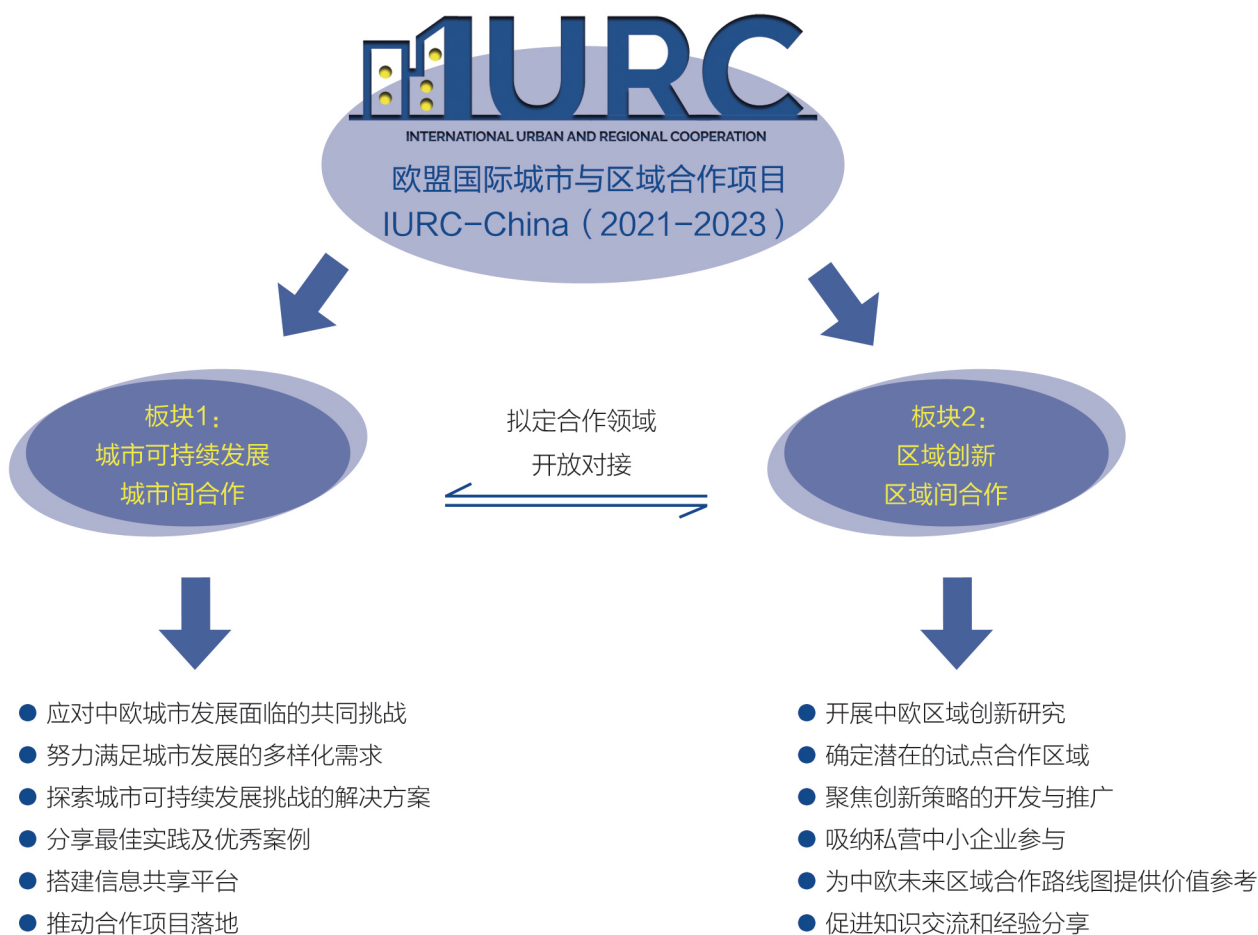 IURC
INTERNATIONAL URBAN AND REGIONAL COOPERATION
欧盟国际城市与区域合作项目
IURC-China（2021-2023）
板块1：
城市可持续发展
城市间合作
拟定合作领域
开放对接
板块2：
区域创新
区域间合作
● 应对中欧城市发展面临的共同挑战
● 努力满足城市发展的多样化需求
● 探索城市可持续发展挑战的解决方案
● 分享最佳实践及优秀案例
● 搭建信息共享平台
● 推动合作项目落地
● 开展中欧区域创新研究
● 确定潜在的试点合作区域
● 聚焦创新策略的开发与推广
● 吸纳私营中小企业参与
● 为中欧未来区域合作路线图提供价值参考
● 促进知识交流和经验分享